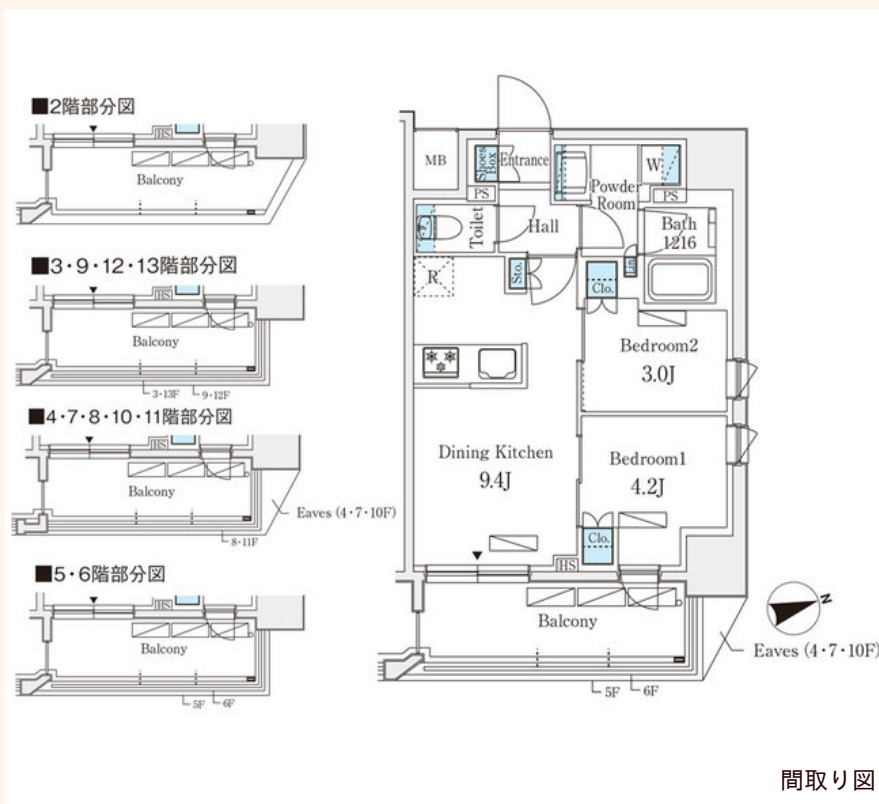 ■2階部分図
HS
Balcony
■3・9・12・13階部分図
HS
Balcony
3・13F
9・12F
■4・7・8・10・11階部分図
HS
Balcony
Eaves (4・7・10F)
8・11F
■5・6階部分図
HS
Balcony
5F
6F
MB
Shoes Box
Entrance
W
PS
Powder
Room
PS
Toilet
Hall
Bath
1216
R
Sto.
Lin.
Clo.
Bedroom2
3.0J
Dining Kitchen
9.4J
Bedroom1
4.2J
Clo.
HS
Balcony
N
Eaves (4・7・10F)
5F
6F
間取り図